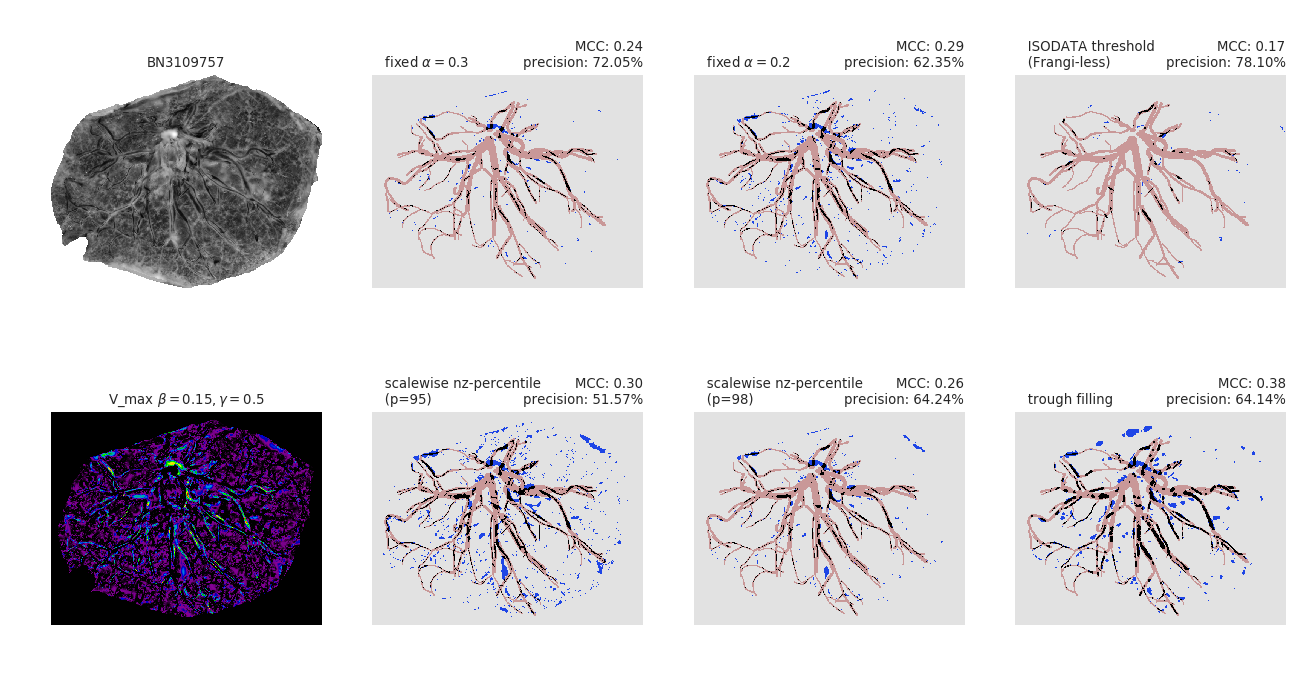 BN3109757
MCC: 0.24
fixed α = 0.3 precision: 72.05%
MCC: 0.29
fixed α = 0.2 precision: 62.35%
ISODATA threshold MCC: 0.17
(Frangi-less) precision: 78.10%
V_max β = 0.15, γ = 0.5
scalewise nz-percentile MCC: 0.30
(p=95) precision: 51.57%
scalewise nz-percentile MCC: 0.26
(p=98) precision: 64.24%
MCC: 0.38
trough filling precision: 64.14%